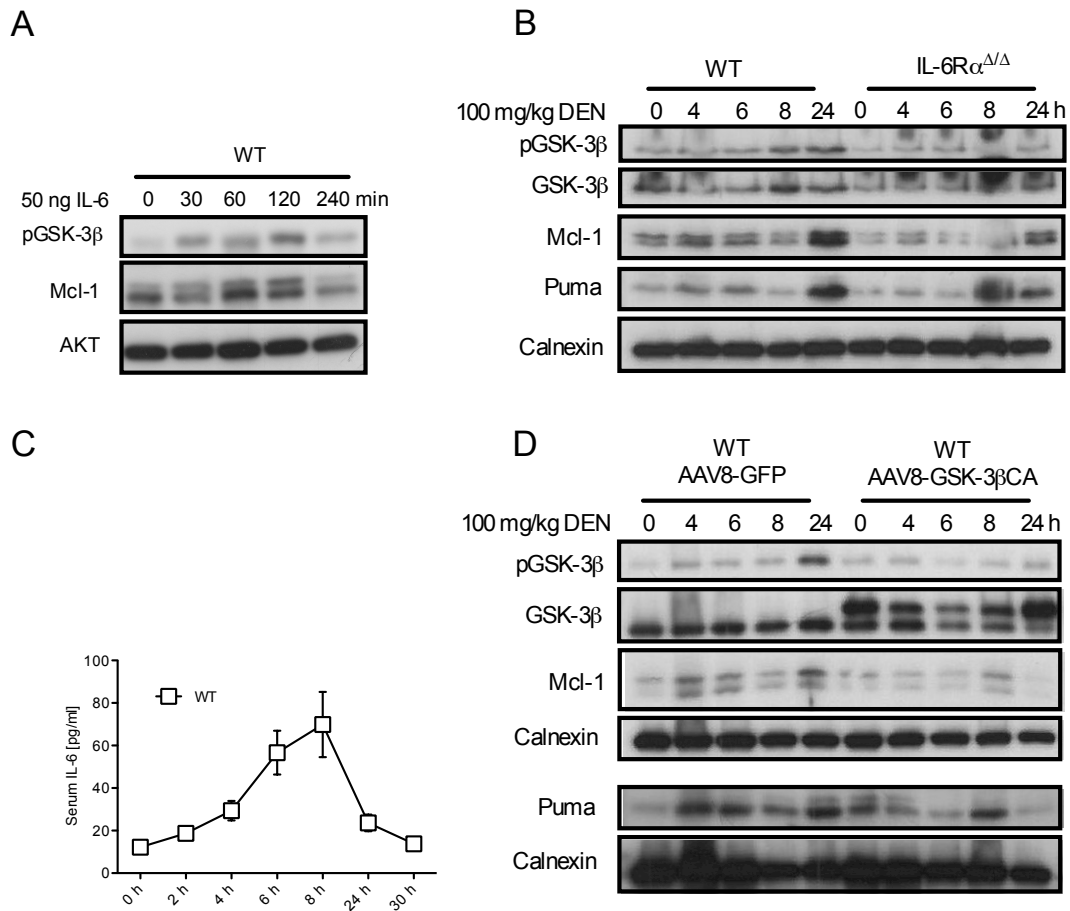 A
WT
50 ng IL-6 0 30 60 120 240 min
pGSK-3β
Mcl-1
AKT
B
WT IL-6RαΔ/Δ
100 mg/kg DEN 0 4 6 8 24 0 4 6 8 24 h
pGSK-3β
GSK-3β
Mcl-1
Puma
Calnexin
C
100
80
60
40
20
0
Serum IL-6 [pg/ml]
WT
0 h 2 h 4 h 6 h 8 h 24 h 30 h
D
WT WT
AAV8-GFP AAV8-GSK-3βCA
100 mg/kg DEN 0 4 6 8 24 0 4 6 8 24 h
pGSK-3β
GSK-3β
Mcl-1
Calnexin
Puma
Calnexin